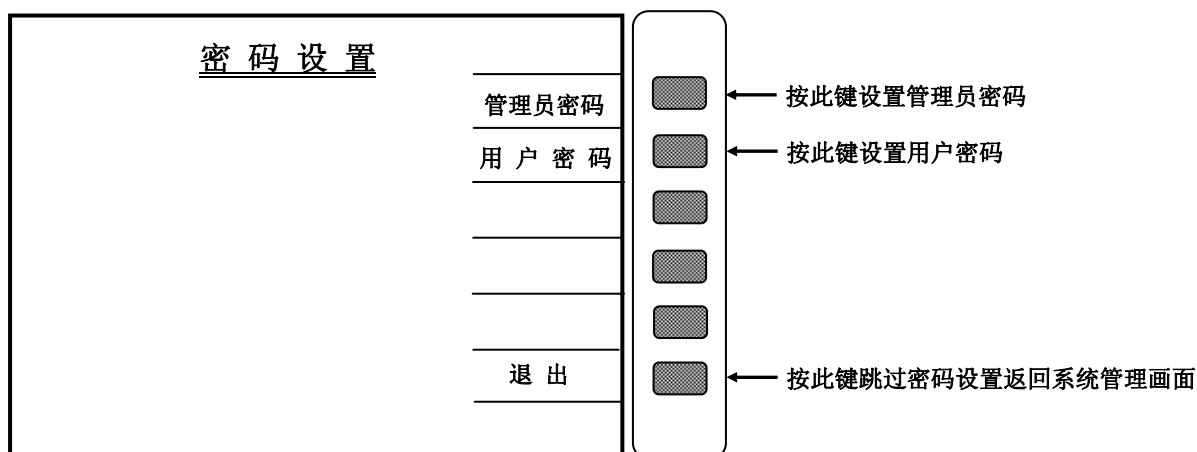 密 码 设 置
管理员密码
按此键设置管理员密码
用 户 密 码
按此键设置用户密码
退 出
按此键跳过密码设置返回系统管理画面